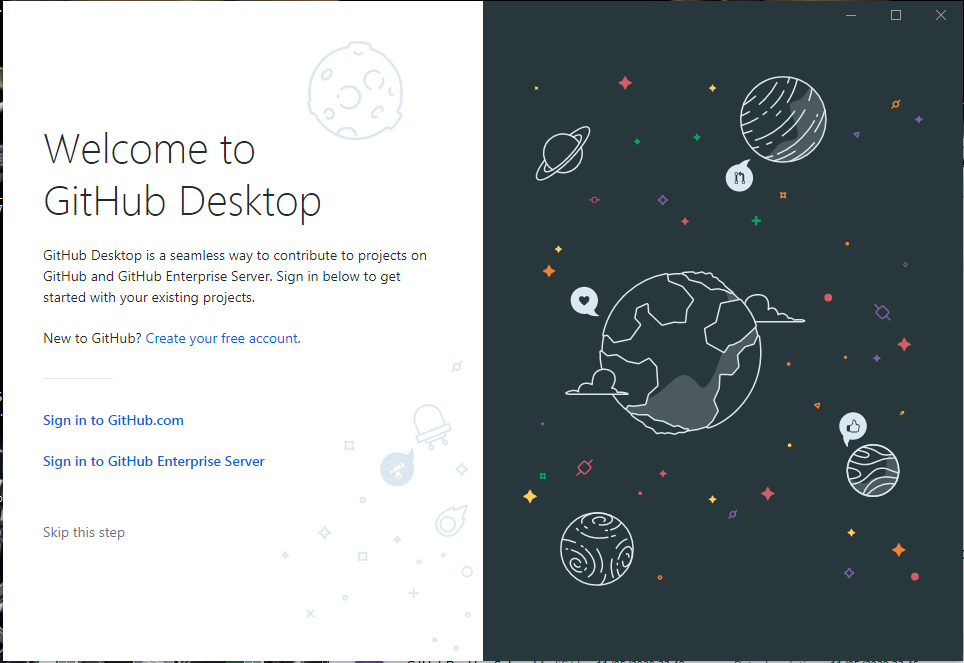 Welcome to
GitHub Desktop
GitHub Desktop is a seamless way to contribute to projects on
GitHub and GitHub Enterprise Server. Sign in below to get
started with your existing projects.
New to GitHub? Create your free account.
Sign in to GitHub.com
Sign in to GitHub Enterprise Server
Skip this step